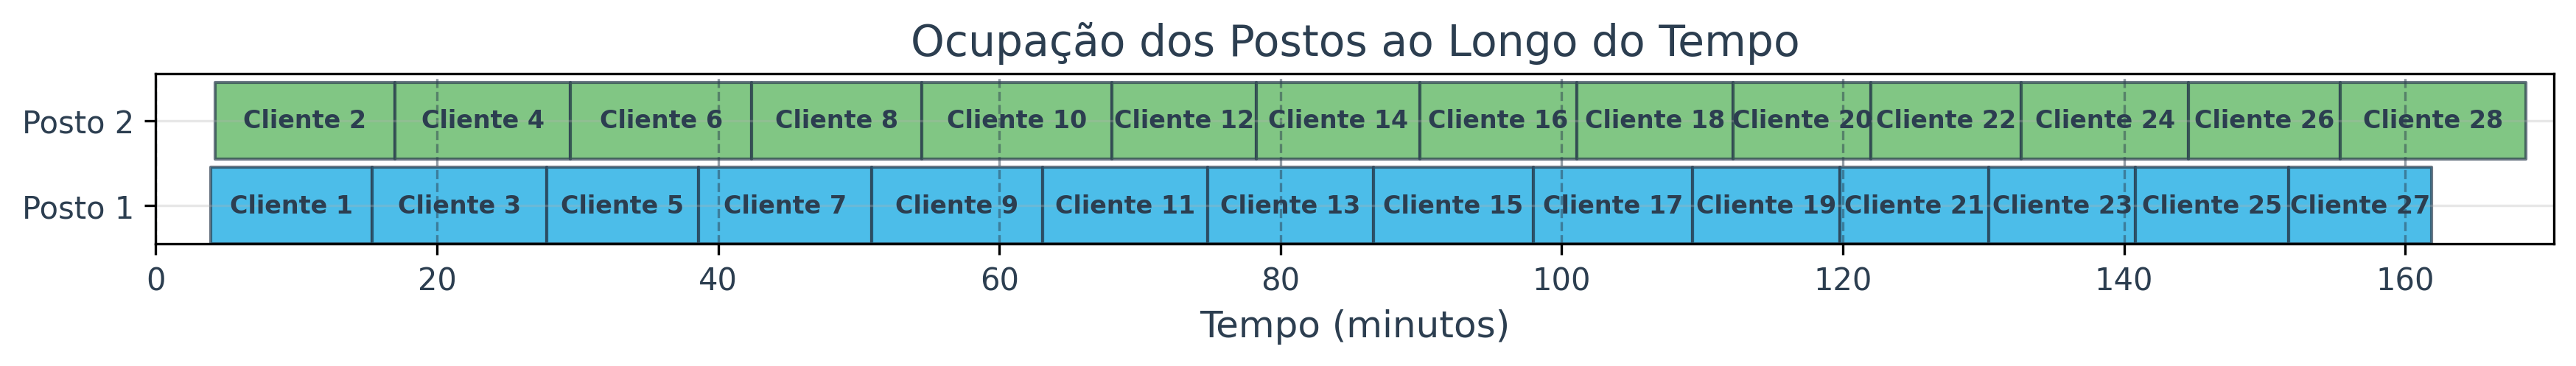 Ocupação dos Postos ao Longo do Tempo
Posto 2
Cliente 2 Cliente 4 Cliente 6 Cliente 8 Cliente 10 Cliente 12 Cliente 14 Cliente 16 Cliente 18 Cliente 20 Cliente 22 Cliente 24 Cliente 26 Cliente 28
Posto 1
Cliente 1 Cliente 3 Cliente 5 Cliente 7 Cliente 9 Cliente 11 Cliente 13 Cliente 15 Cliente 17 Cliente 19 Cliente 21 Cliente 23 Cliente 25 Cliente 27
0 20 40 60 80 100 120 140 160
Tempo (minutos)